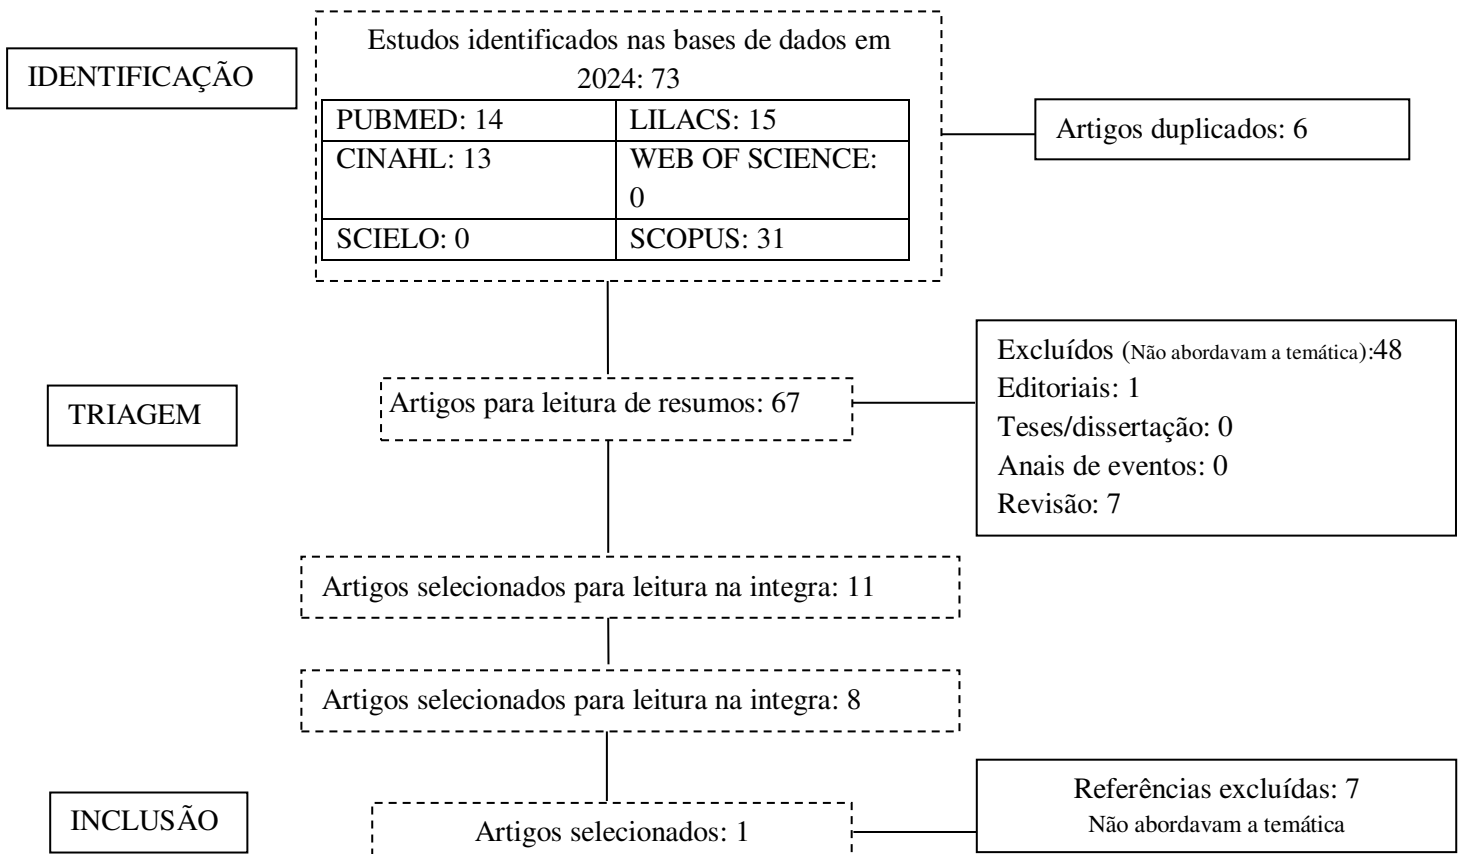 IDENTIFICAÇÃO
Estudos identificados nas bases de dados em
2024: 73
PUBMED: 14
LILACS: 15
CINAHL: 13
WEB OF SCIENCE:
0
SCIELO: 0
SCOPUS: 31
Artigos duplicados: 6
TRIAGEM
Artigos para leitura de resumos: 67
Excluídos (Não abordavam a temática):48
Editoriais: 1
Teses/dissertação: 0
Anais de eventos: 0
Revisão: 7
Artigos selecionados para leitura na integra: 11
Artigos selecionados para leitura na integra: 8
INCLUSÃO
Artigos selecionados: 1
Referências excluídas: 7
Não abordavam a temática